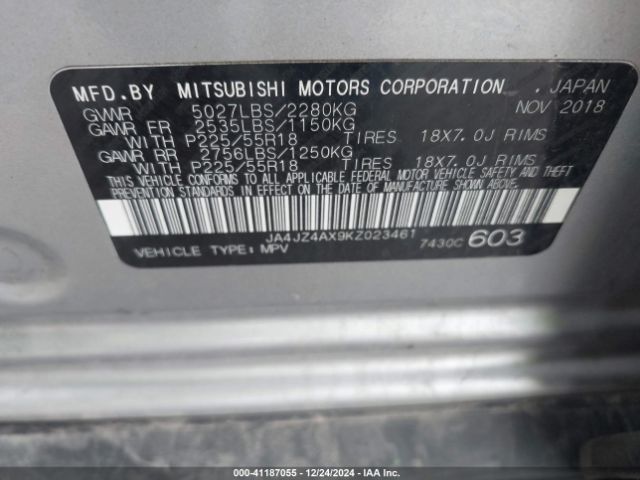 MFD.BY MITSUBISHI MOTORS CORPORATION . JAPAN
GVWR 5027LBS/2280KG NOV 2018
GAWR FR 2535LBS/1150KG
WITH P225/55R18 TIRES 18X7.0J RIMS
GAWR RR 2756LBS/1250KG
WITH P225/55R18 TIRES 18X7.0J RIMS
THIS VEHICLE CONFORMS TO ALL APPLICABLE FEDERAL MOTOR VEHICLE SAFETY AND THEFT
PREVENTION STANDARDS IN EFFECT ON THE DATE OF MANUFACTURE SHOWN ABOVE.
JA4JZ4AX9KZ023461 7430C 603
VEHICLE TYPE: MPV
000-41187055 • 12/24/2024 • IAA Inc.